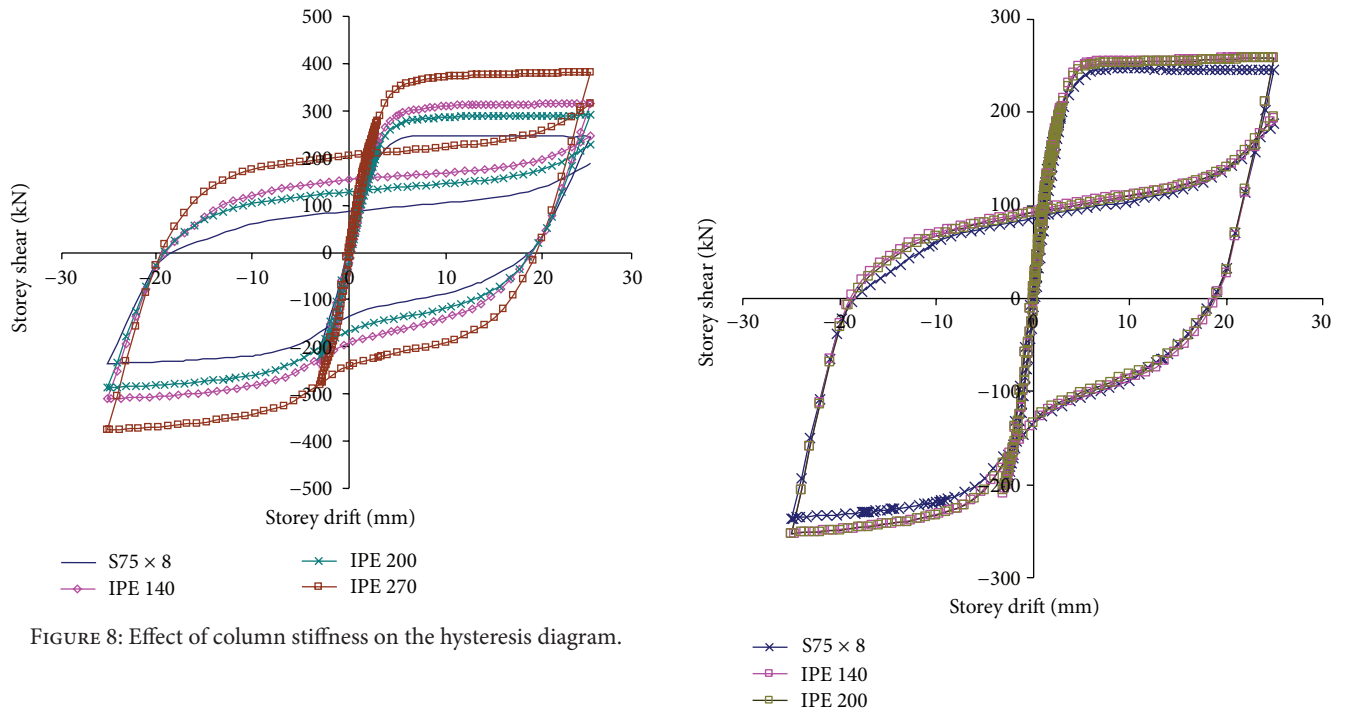 500
400
300
200
100
0
−100
−200
−300
−400
−500
−30
−20
−10
0
10
20
30
Storey shear (kN)
Storey drift (mm)
S75 × 8
IPE 140
IPE 200
IPE 270
FIGURE 8: Effect of column stiffness on the hysteresis diagram.
300
200
100
0
−100
−200
−300
−30
−20
−10
0
10
20
30
Storey shear (kN)
Storey drift (mm)
S75 × 8
IPE 140
IPE 200